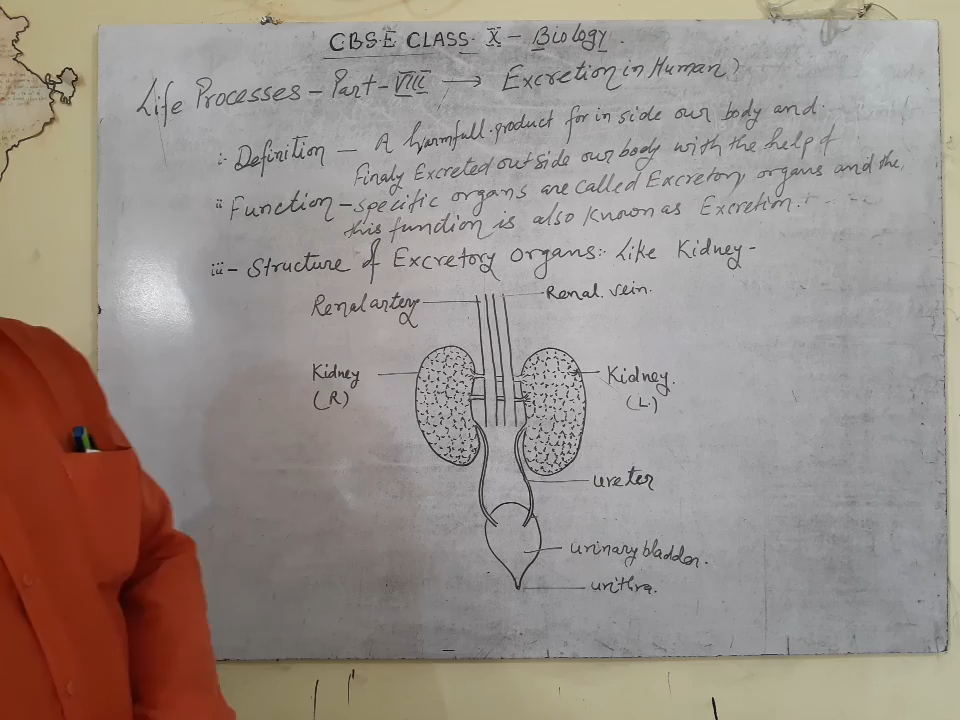 CBSE CLASS X - Biology.
Life Processes - Part - VIII → Excretion in Human
i - Definition - A harmfull product for in side our body and
Finaly Excreted outside our body with the help of
ii Function - specific organs are called Excretory organs and the,
this function is also known as Excretion.
iii - Structure of Excretory organs:- Like Kidney -
Renal artery
Renal. vein.
Kidney
(R)
Kidney.
(L)
ureter
urinary bladder.
urithra.